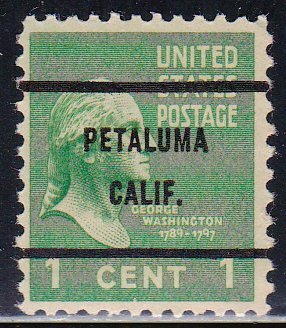 UNITED
STATES
POSTAGE
PETALUMA
CALIF.
GEORGE
WASHINGTON
1789-1797
1 CENT 1